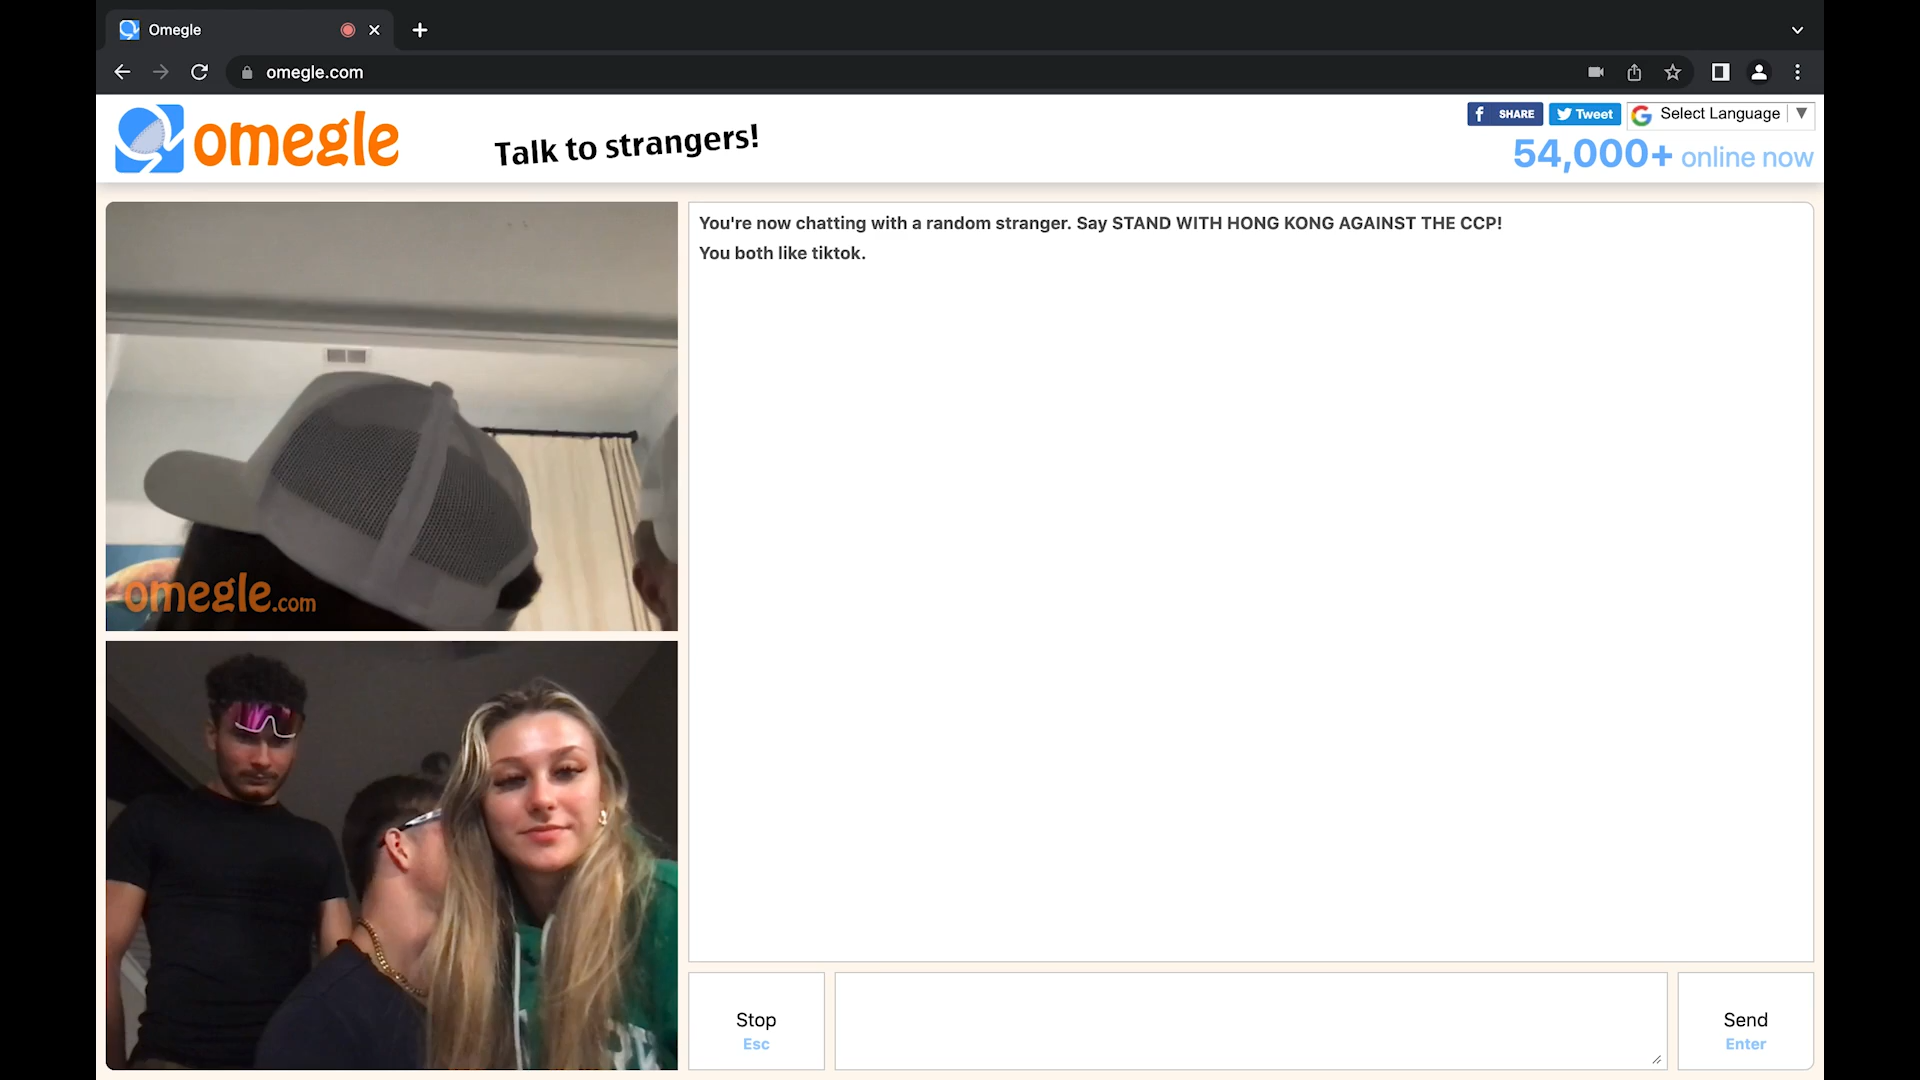 Omegle
omegle.com
omegle
Talk to strangers!
SHARE
Tweet
Select Language
54,000+ online now
omegle.com
You're now chatting with a random stranger. Say STAND WITH HONG KONG AGAINST THE CCP!
You both like tiktok.
Stop
Esc
Send
Enter